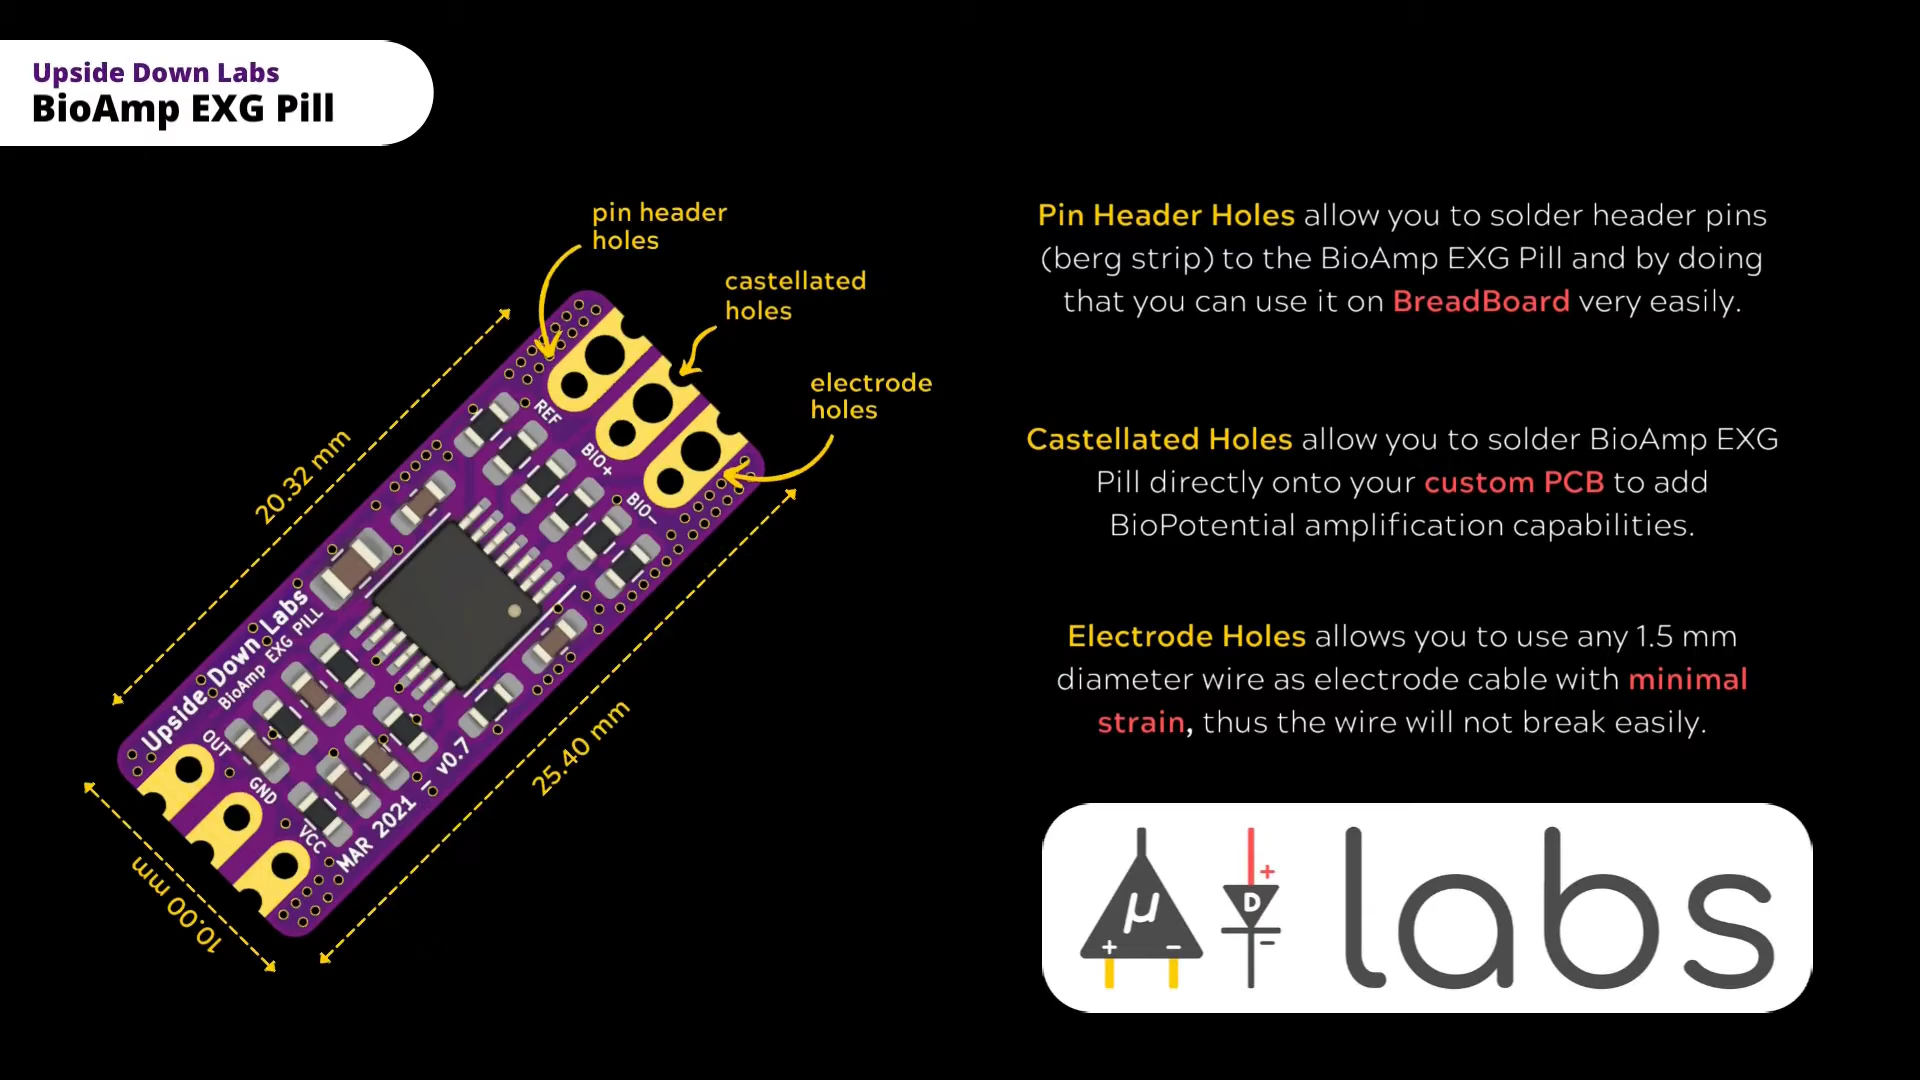 Upside Down Labs
BioAmp EXG Pill
pin header
holes
castellated
holes
electrode
holes
20.32 mm
25.40 mm
10.00 mm
REF
BIO+
BIO-
Upside Down Labs
BioAmp EXG PILL
OUT
GND
VCC
MAR 2021 - v0.7
Pin Header Holes allow you to solder header pins
(berg strip) to the BioAmp EXG Pill and by doing
that you can use it on BreadBoard very easily.
Castellated Holes allow you to solder BioAmp EXG
Pill directly onto your custom PCB to add
BioPotential amplification capabilities.
Electrode Holes allows you to use any 1.5 mm
diameter wire as electrode cable with minimal
strain, thus the wire will not break easily.
μ + - D + - labs